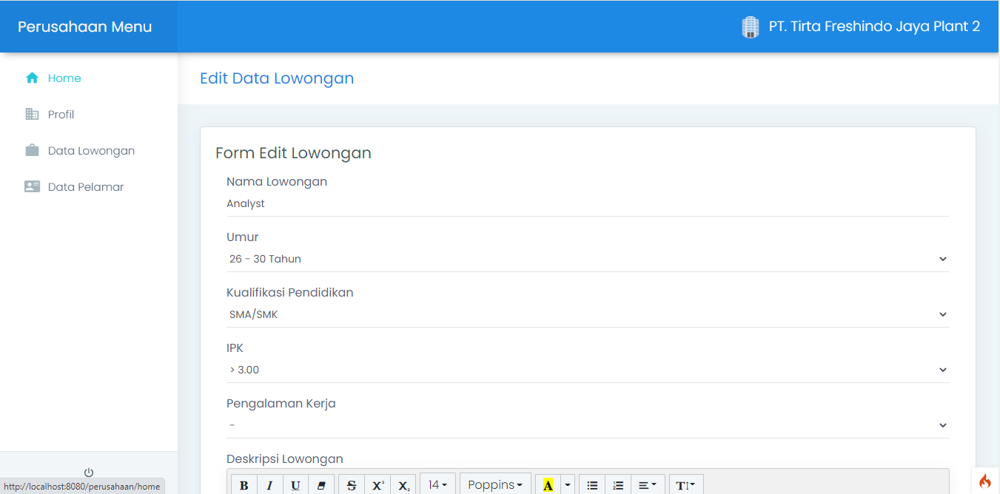 Perusahaan Menu
PT. Tirta Freshindo Jaya Plant 2
Home
Profil
Data Lowongan
Data Pelamar
Edit Data Lowongan
Form Edit Lowongan
Nama Lowongan
Analyst
Umur
26 - 30 Tahun
Kualifikasi Pendidikan
SMA/SMK
IPK
> 3.00
Pengalaman Kerja
-
Deskripsi Lowongan
B I U S X² X₂ 14 Poppins A TI
http://localhost:8080/perusahaan/home